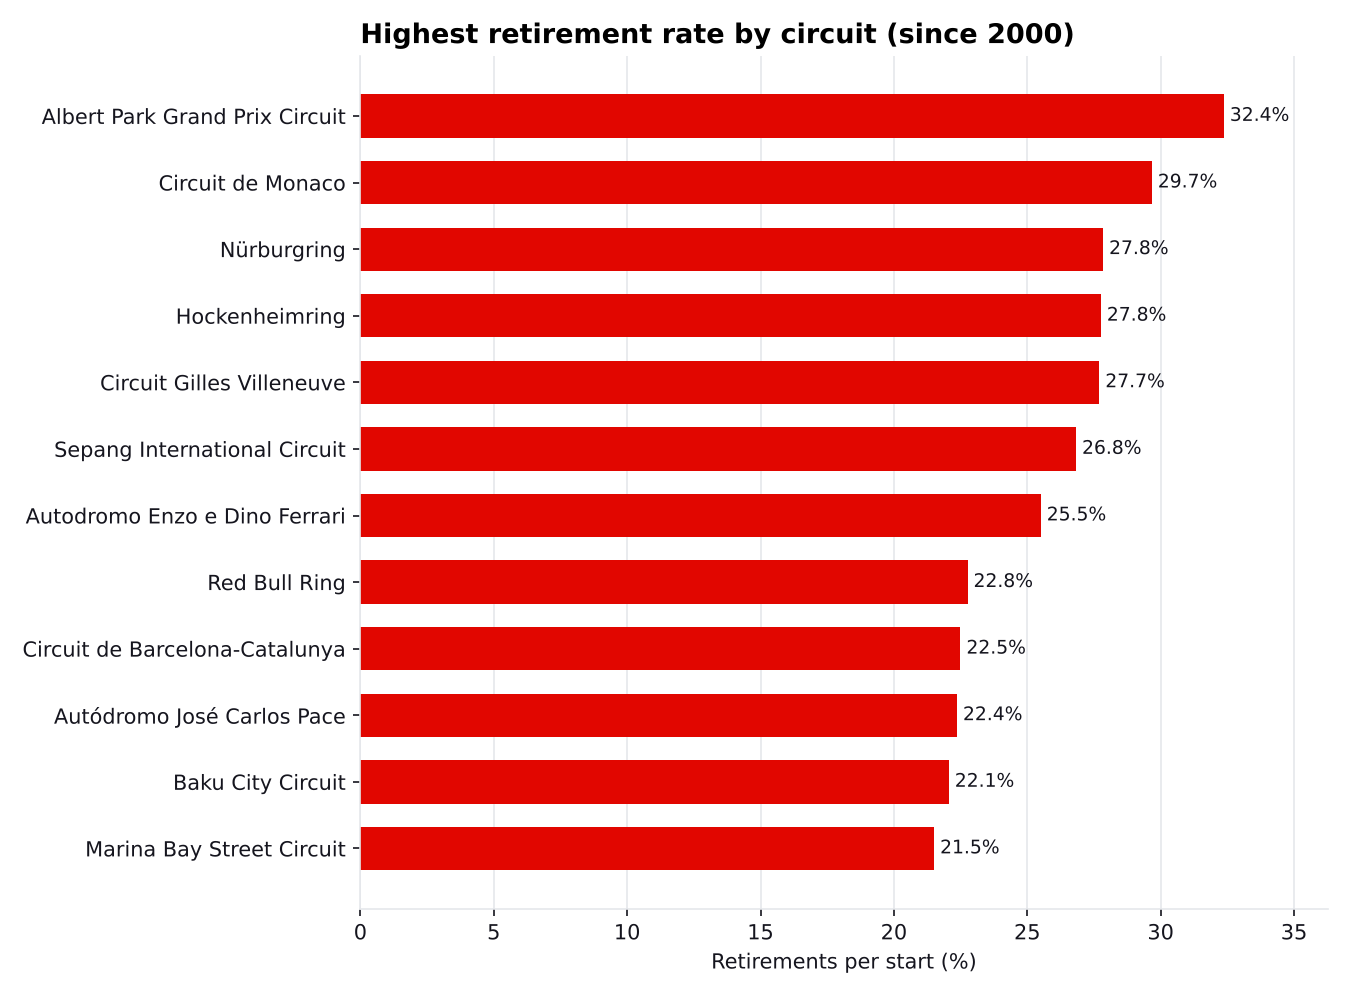 Highest retirement rate by circuit (since 2000)
Albert Park Grand Prix Circuit 32.4%
Circuit de Monaco 29.7%
Nürburgring 27.8%
Hockenheimring 27.8%
Circuit Gilles Villeneuve 27.7%
Sepang International Circuit 26.8%
Autodromo Enzo e Dino Ferrari 25.5%
Red Bull Ring 22.8%
Circuit de Barcelona-Catalunya 22.5%
Autódromo José Carlos Pace 22.4%
Baku City Circuit 22.1%
Marina Bay Street Circuit 21.5%
0 5 10 15 20 25 30 35
Retirements per start (%)